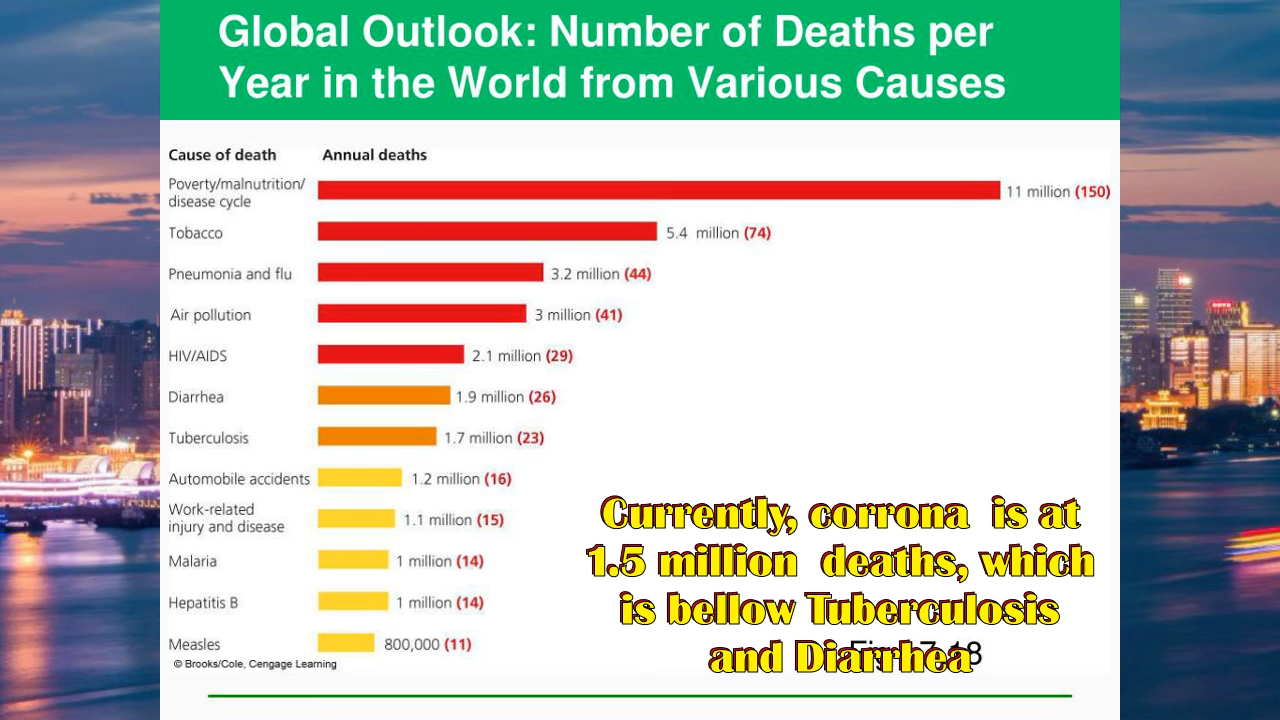 Global Outlook: Number of Deaths per
Year in the World from Various Causes
Cause of death Annual deaths
Poverty/malnutrition/
disease cycle 11 million (150)
Tobacco 5.4 million (74)
Pneumonia and flu 3.2 million (44)
Air pollution 3 million (41)
HIV/AIDS 2.1 million (29)
Diarrhea 1.9 million (26)
Tuberculosis 1.7 million (23)
Automobile accidents 1.2 million (16)
Work-related
injury and disease 1.1 million (15)
Malaria 1 million (14)
Hepatitis B 1 million (14)
Measles 800,000 (11)
© Brooks/Cole, Cengage Learning
Currently, corrona is at
1.5 million deaths, which
is bellow Tuberculosis
and Diarrhea